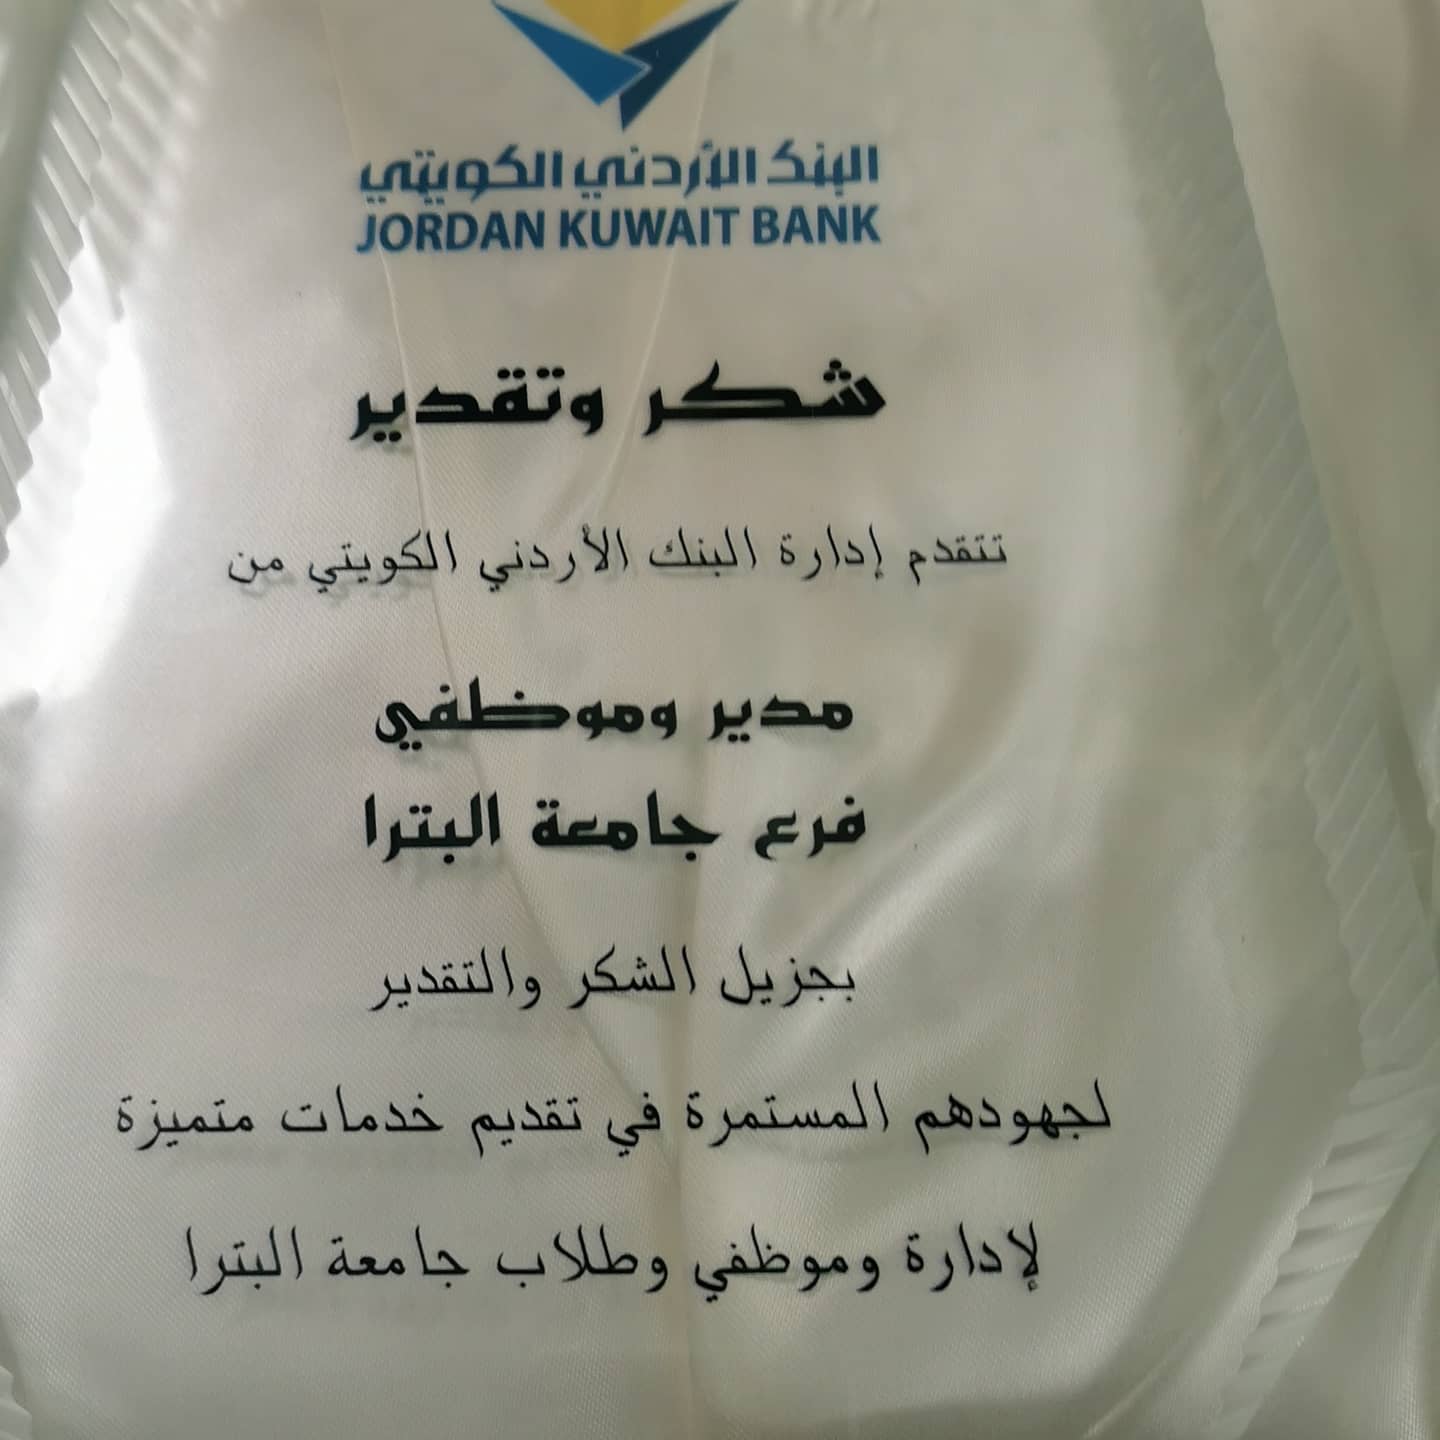 البنك الأردني الكويتي
JORDAN KUWAIT BANK
شكر وتقدير
تتقدم إدارة البنك الأردني الكويتي من
مدير وموظفي
فرع جامعة البترا
بجزيل الشكر والتقدير
لجهودهم المستمرة في تقديم خدمات متميزة
لإدارة وموظفي وطلاب جامعة البترا